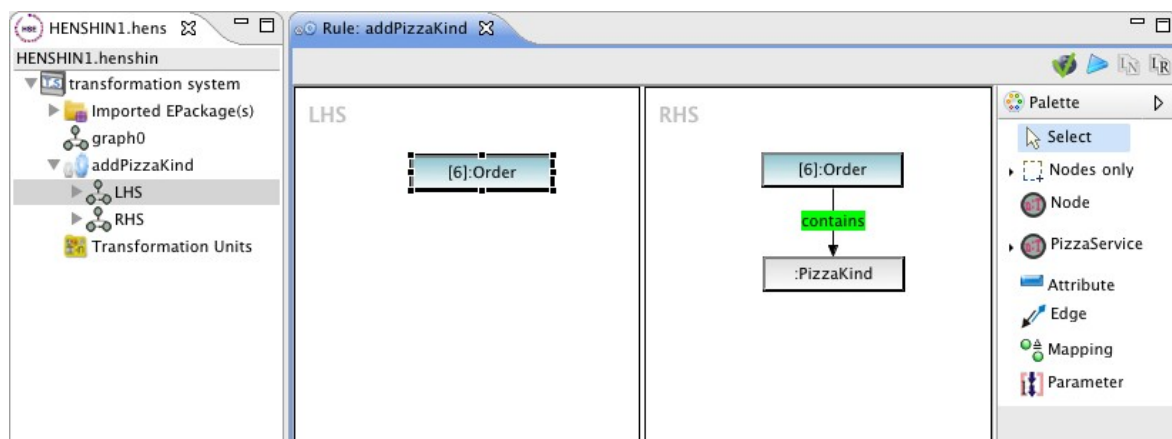 HENSHIN1.hens
HENSHIN1.henshin
transformation system
Imported EPackage(s)
graph0
addPizzaKind
LHS
RHS
Transformation Units
Rule: addPizzaKind
LHS
[6]:Order
RHS
[6]:Order
contains
:PizzaKind
Palette
Select
Nodes only
Node
PizzaService
Attribute
Edge
Mapping
Parameter